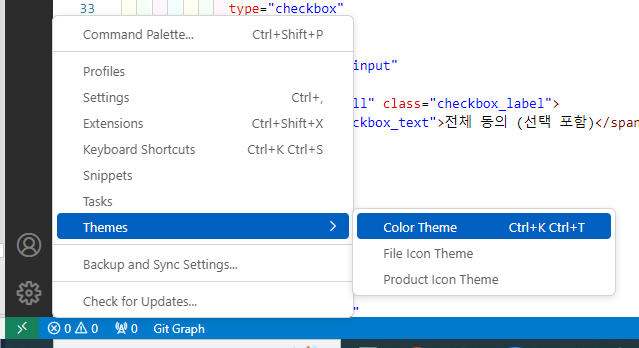 33 type="checkbox"
Command Palette... Ctrl+Shift+P
Profiles
input"
Settings Ctrl+,
ll" class="checkbox_label">
Extensions Ctrl+Shift+X
ckbox_text">전체 동의 (선택 포함)</span
Keyboard Shortcuts Ctrl+K Ctrl+S
Snippets
Tasks
Themes
Color Theme Ctrl+K Ctrl+T
File Icon Theme
Backup and Sync Settings...
Product Icon Theme
Check for Updates...
"
0 0 0 Git Graph